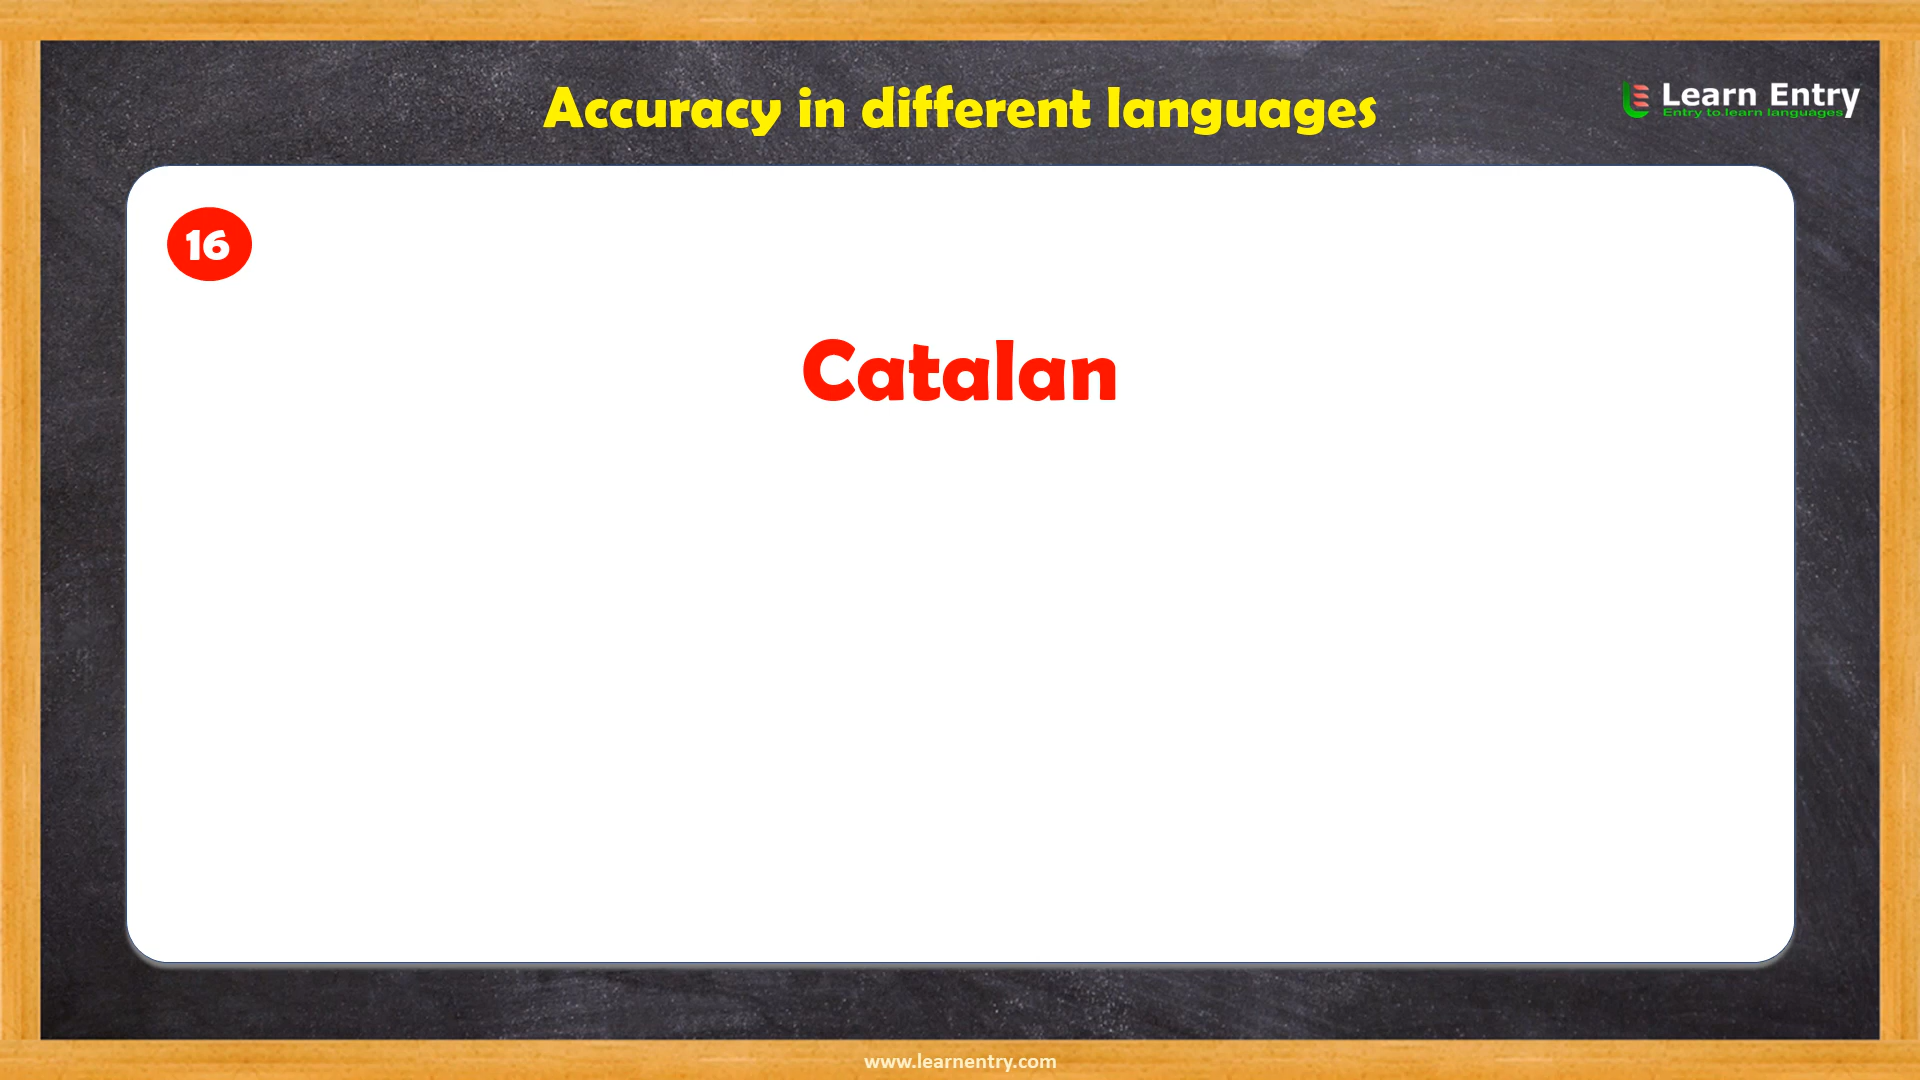 Accuracy in different languages
Learn Entry
Entry to learn languages
16
Catalan
www.learnentry.com